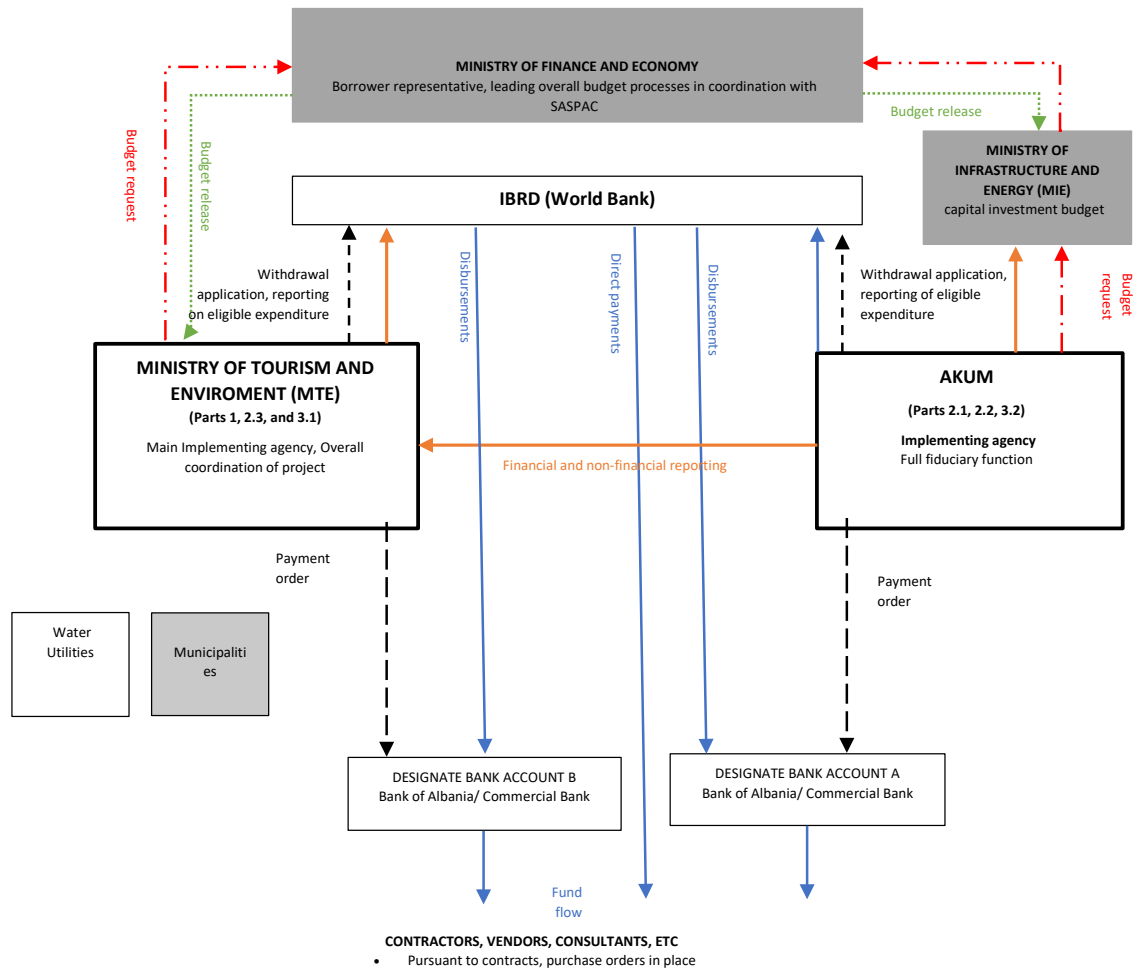 MINISTRY OF FINANCE AND ECONOMY
Borrower representative, leading overall budget processes in coordination with
SASPAC
Budget request
Budget release
Budget release
MINISTRY OF
INFRASTRUCTURE AND
ENERGY (MIE)
capital investment budget
IBRD (World Bank)
Withdrawal
application, reporting
on eligible expenditure
Disbursements
Direct payments
Disbursements
Withdrawal application,
reporting of eligible
expenditure
Budget
request
MINISTRY OF TOURISM AND
ENVIROMENT (MTE)
(Parts 1, 2.3, and 3.1)
Main Implementing agency, Overall
coordination of project
AKUM
(Parts 2.1, 2.2, 3.2)
Implementing agency
Full fiduciary function
Financial and non-financial reporting
Payment
order
Payment
order
Water
Utilities
Municipaliti
es
DESIGNATE BANK ACCOUNT B
Bank of Albania/ Commercial Bank
DESIGNATE BANK ACCOUNT A
Bank of Albania/ Commercial Bank
Fund
flow
CONTRACTORS, VENDORS, CONSULTANTS, ETC
• Pursuant to contracts, purchase orders in place